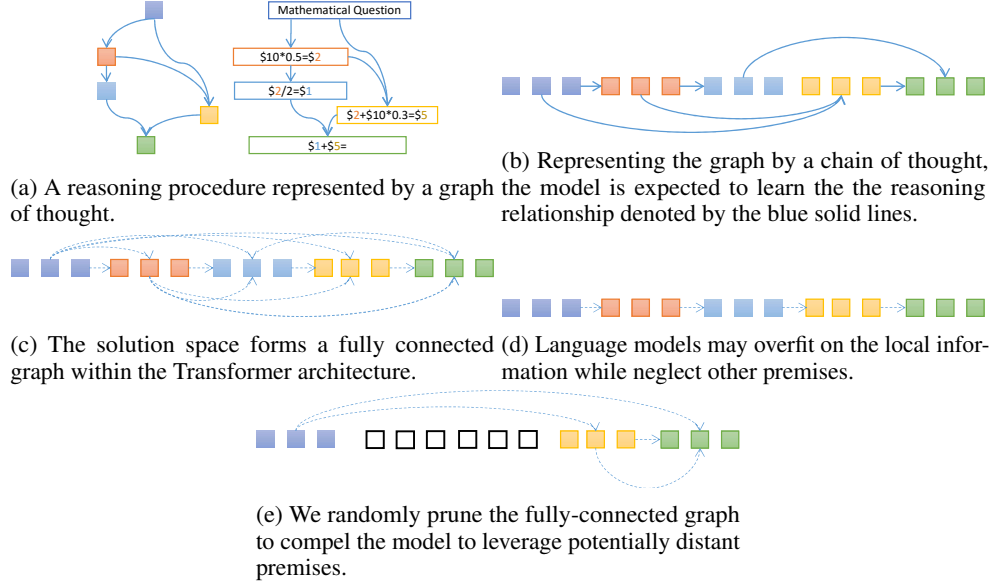 Mathematical Question
$10*0.5=$2
$2/2=$1
$2+$10*0.3=$5
$1+$5=
(a) A reasoning procedure represented by a graph
of thought.
(b) Representing the graph by a chain of thought,
the model is expected to learn the the reasoning
relationship denoted by the blue solid lines.
(c) The solution space forms a fully connected
graph within the Transformer architecture.
(d) Language models may overfit on the local infor-
mation while neglect other premises.
(e) We randomly prune the fully-connected graph
to compel the model to leverage potentially distant
premises.